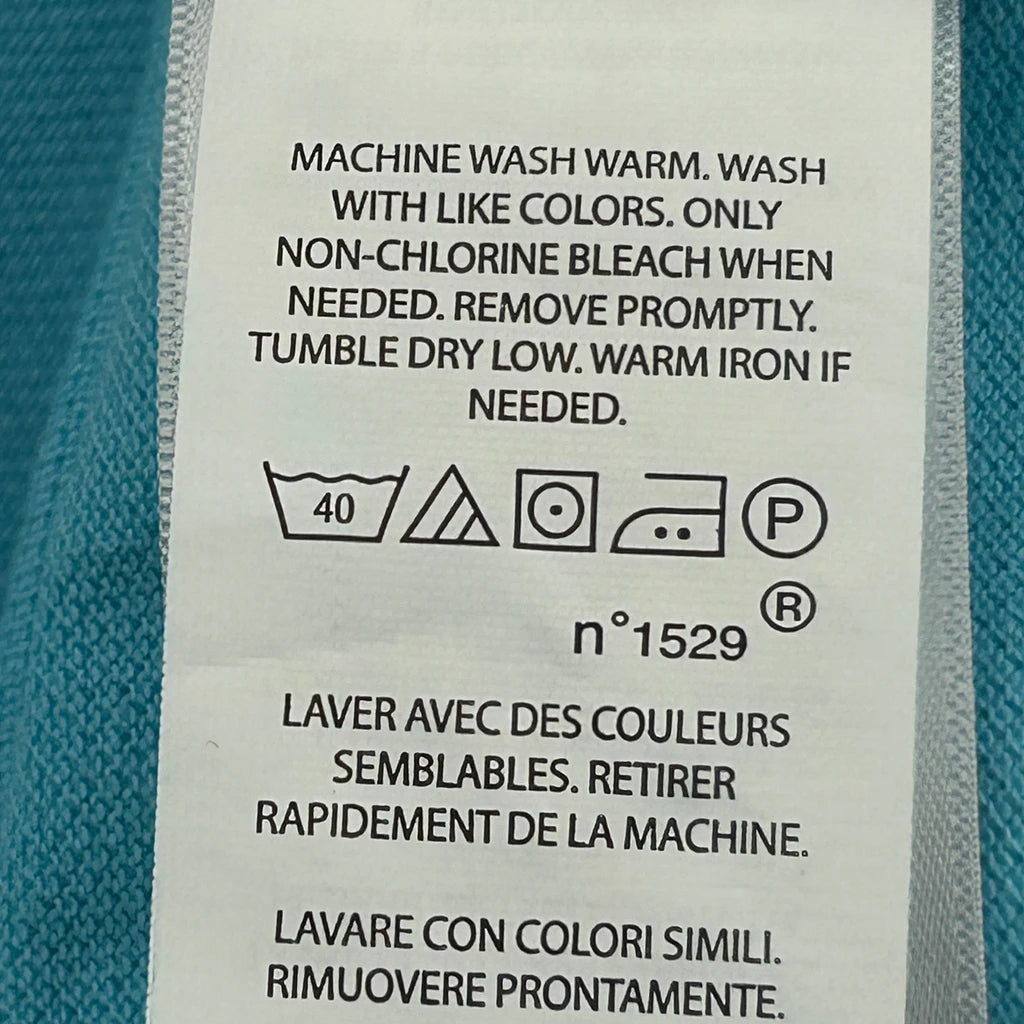 MACHINE WASH WARM. WASH
WITH LIKE COLORS. ONLY
NON-CHLORINE BLEACH WHEN
NEEDED. REMOVE PROMPTLY.
TUMBLE DRY LOW. WARM IRON IF
NEEDED.
40 P
®
n°1529
LAVER AVEC DES COULEURS
SEMBLABLES. RETIRER
RAPIDEMENT DE LA MACHINE.
LAVARE CON COLORI SIMILI.
RIMUOVERE PRONTAMENTE.